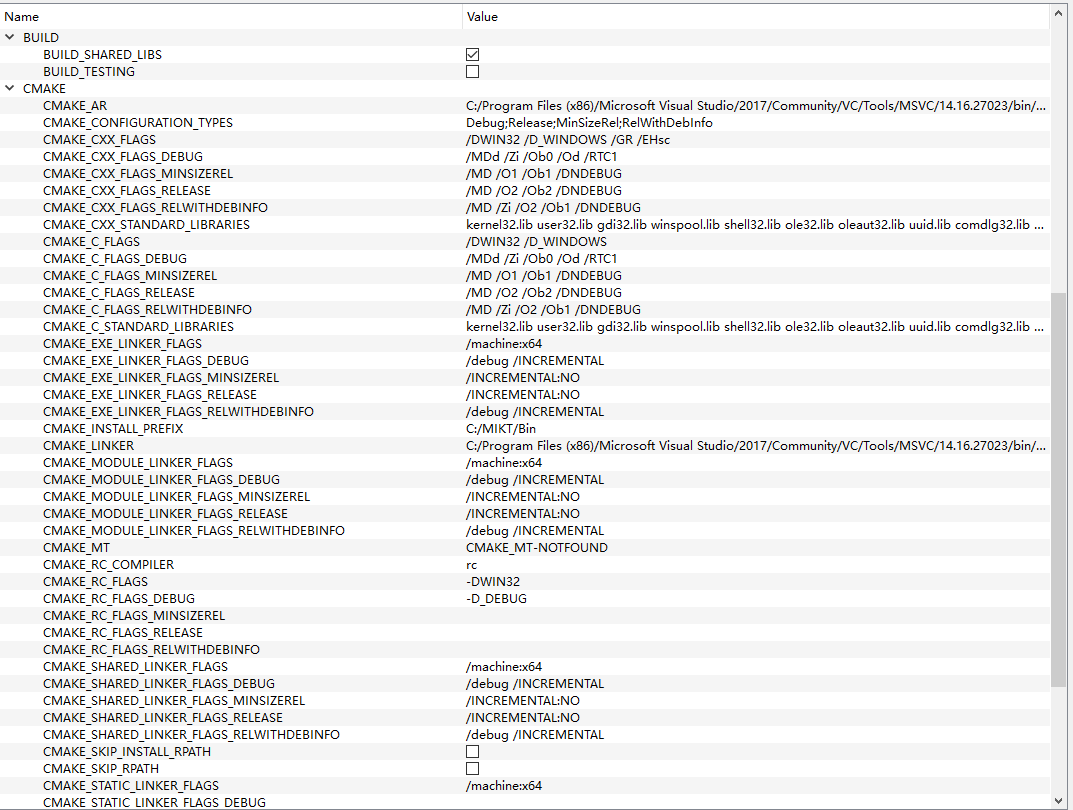 Name Value
BUILD
BUILD_SHARED_LIBS
BUILD_TESTING
CMAKE
CMAKE_AR C:/Program Files (x86)/Microsoft Visual Studio/2017/Community/VC/Tools/MSVC/14.16.27023/bin/...
CMAKE_CONFIGURATION_TYPES Debug;Release;MinSizeRel;RelWithDebInfo
CMAKE_CXX_FLAGS /DWIN32 /D_WINDOWS /GR /EHsc
CMAKE_CXX_FLAGS_DEBUG /MDd /Zi /Ob0 /Od /RTC1
CMAKE_CXX_FLAGS_MINSIZEREL /MD /O1 /Ob1 /DNDEBUG
CMAKE_CXX_FLAGS_RELEASE /MD /O2 /Ob2 /DNDEBUG
CMAKE_CXX_FLAGS_RELWITHDEBINFO /MD /Zi /O2 /Ob1 /DNDEBUG
CMAKE_CXX_STANDARD_LIBRARIES kernel32.lib user32.lib gdi32.lib winspool.lib shell32.lib ole32.lib oleaut32.lib uuid.lib comdlg32.lib ...
CMAKE_C_FLAGS /DWIN32 /D_WINDOWS
CMAKE_C_FLAGS_DEBUG /MDd /Zi /Ob0 /Od /RTC1
CMAKE_C_FLAGS_MINSIZEREL /MD /O1 /Ob1 /DNDEBUG
CMAKE_C_FLAGS_RELEASE /MD /O2 /Ob2 /DNDEBUG
CMAKE_C_FLAGS_RELWITHDEBINFO /MD /Zi /O2 /Ob1 /DNDEBUG
CMAKE_C_STANDARD_LIBRARIES kernel32.lib user32.lib gdi32.lib winspool.lib shell32.lib ole32.lib oleaut32.lib uuid.lib comdlg32.lib ...
CMAKE_EXE_LINKER_FLAGS /machine:x64
CMAKE_EXE_LINKER_FLAGS_DEBUG /debug /INCREMENTAL
CMAKE_EXE_LINKER_FLAGS_MINSIZEREL /INCREMENTAL:NO
CMAKE_EXE_LINKER_FLAGS_RELEASE /INCREMENTAL:NO
CMAKE_EXE_LINKER_FLAGS_RELWITHDEBINFO /debug /INCREMENTAL
CMAKE_INSTALL_PREFIX C:/MIKT/Bin
CMAKE_LINKER C:/Program Files (x86)/Microsoft Visual Studio/2017/Community/VC/Tools/MSVC/14.16.27023/bin/...
CMAKE_MODULE_LINKER_FLAGS /machine:x64
CMAKE_MODULE_LINKER_FLAGS_DEBUG /debug /INCREMENTAL
CMAKE_MODULE_LINKER_FLAGS_MINSIZEREL /INCREMENTAL:NO
CMAKE_MODULE_LINKER_FLAGS_RELEASE /INCREMENTAL:NO
CMAKE_MODULE_LINKER_FLAGS_RELWITHDEBINFO /debug /INCREMENTAL
CMAKE_MT CMAKE_MT-NOTFOUND
CMAKE_RC_COMPILER rc
CMAKE_RC_FLAGS -DWIN32
CMAKE_RC_FLAGS_DEBUG -D_DEBUG
CMAKE_RC_FLAGS_MINSIZEREL
CMAKE_RC_FLAGS_RELEASE
CMAKE_RC_FLAGS_RELWITHDEBINFO
CMAKE_SHARED_LINKER_FLAGS /machine:x64
CMAKE_SHARED_LINKER_FLAGS_DEBUG /debug /INCREMENTAL
CMAKE_SHARED_LINKER_FLAGS_MINSIZEREL /INCREMENTAL:NO
CMAKE_SHARED_LINKER_FLAGS_RELEASE /INCREMENTAL:NO
CMAKE_SHARED_LINKER_FLAGS_RELWITHDEBINFO /debug /INCREMENTAL
CMAKE_SKIP_INSTALL_RPATH
CMAKE_SKIP_RPATH
CMAKE_STATIC_LINKER_FLAGS /machine:x64
CMAKE_STATIC_LINKER_FLAGS_DEBUG